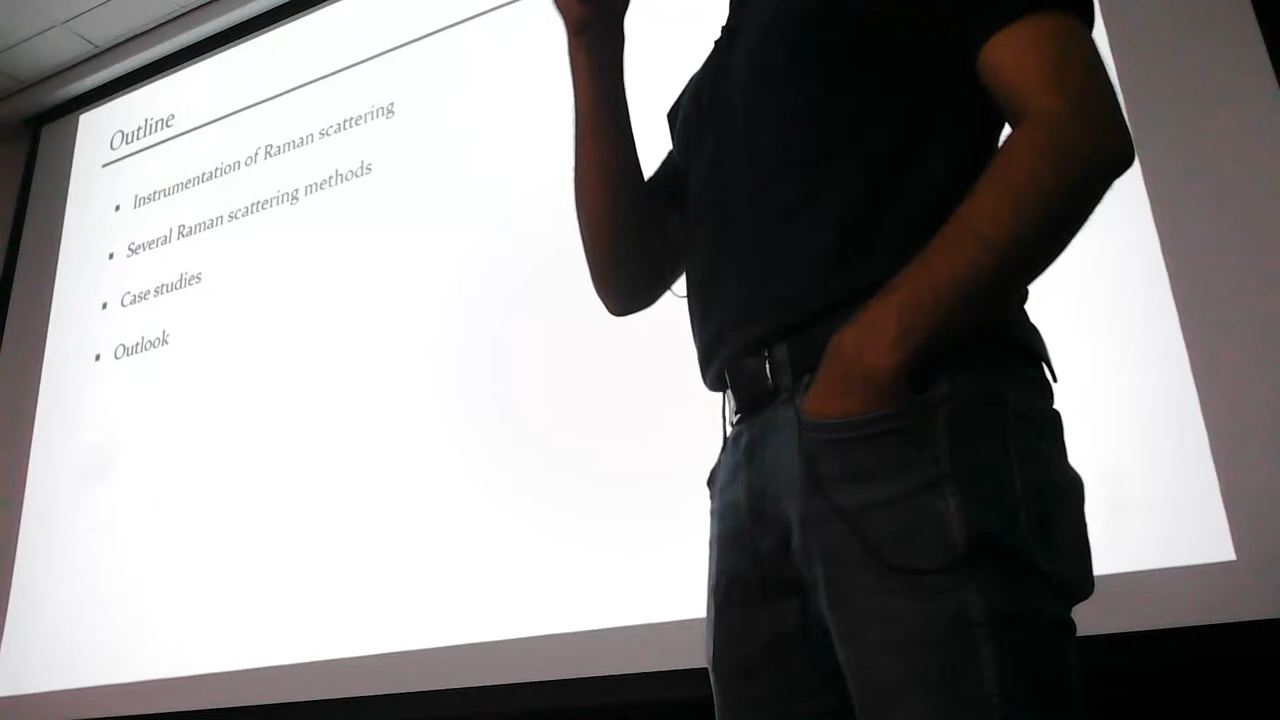 Outline
Instrumentation of Raman scattering
Several Raman scattering methods
Case studies
Outlook